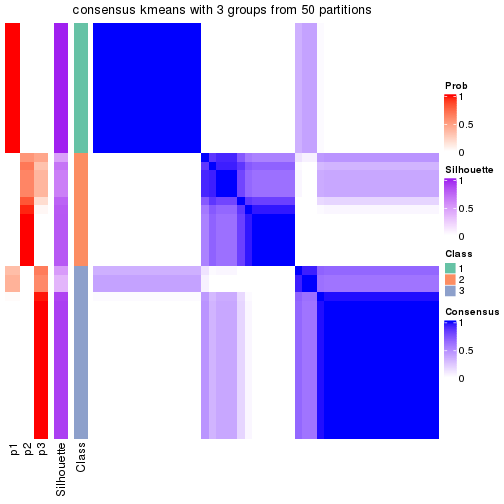 consensus kmeans with 3 groups from 50 partitions
Prob
1
0.5
0
Silhouette
1
0.5
0
Class
1
2
3
Consensus
1
0.5
0
p1
p2
p3
Silhouette
Class